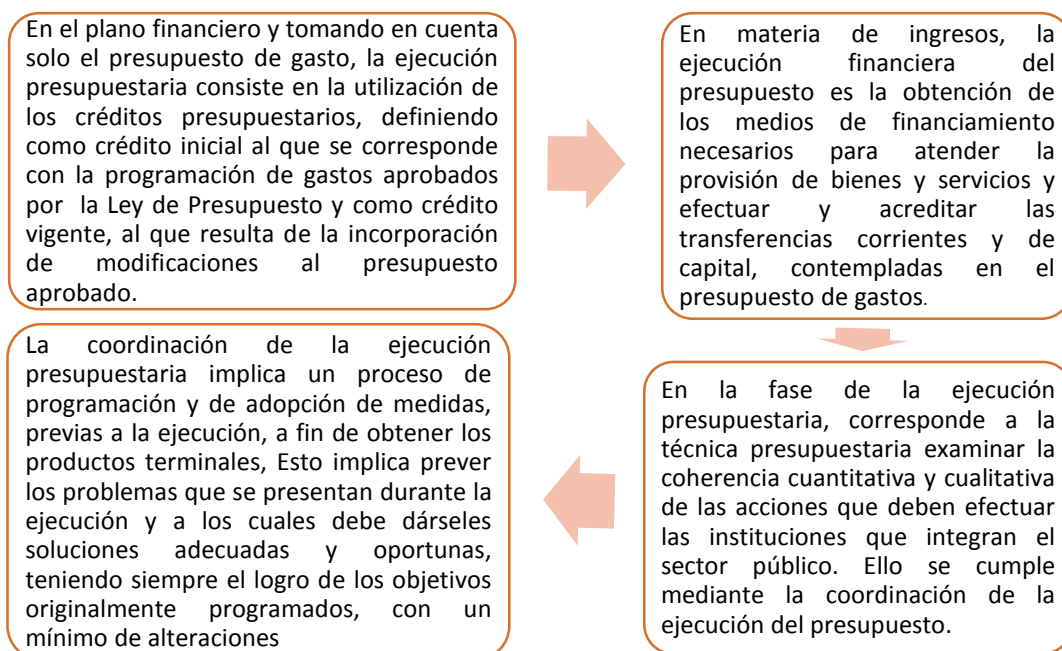 En el plano financiero y tomando en cuenta
solo el presupuesto de gasto, la ejecución
presupuestaria consiste en la utilización de
los créditos presupuestarios, definiendo
como crédito inicial al que se corresponde
con la programación de gastos aprobados
por la Ley de Presupuesto y como crédito
vigente, al que resulta de la incorporación
de modificaciones al presupuesto
aprobado.
En materia de ingresos, la
ejecución financiera del
presupuesto es la obtención de
los medios de financiamiento
necesarios para atender la
provisión de bienes y servicios y
efectuar y acreditar las
transferencias corrientes y de
capital, contempladas en el
presupuesto de gastos.
En la fase de la ejecución
presupuestaria, corresponde a la
técnica presupuestaria examinar la
coherencia cuantitativa y cualitativa
de las acciones que deben efectuar
las instituciones que integran el
sector público. Ello se cumple
mediante la coordinación de la
ejecución del presupuesto.
La coordinación de la ejecución
presupuestaria implica un proceso de
programación y de adopción de medidas,
previas a la ejecución, a fin de obtener los
productos terminales, Esto implica prever
los problemas que se presentan durante la
ejecución y a los cuales debe dárseles
soluciones adecuadas y oportunas,
teniendo siempre el logro de los objetivos
originalmente programados, con un
mínimo de alteraciones